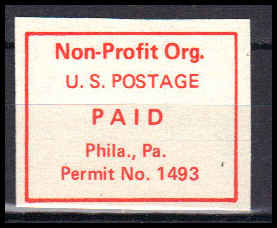 Non-Profit Org.
U. S. POSTAGE
PAID
Phila., Pa.
Permit No. 1493